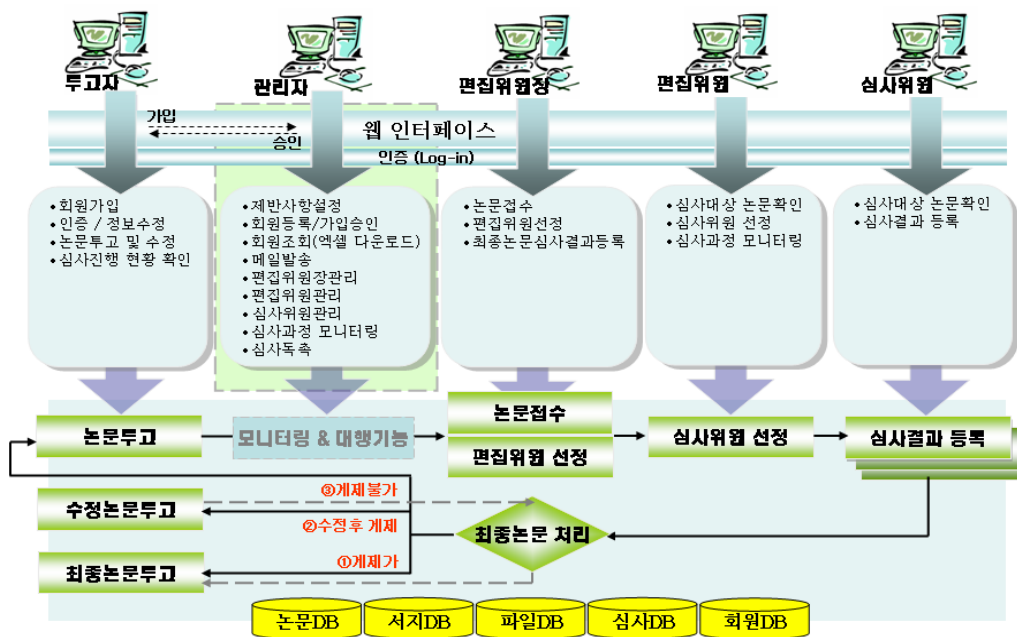 투고자
관리자
편집위원장
편집위원
심사위원
가입
승인
웹 인터페이스
인증 (Log-in)
• 회원가입
• 인증 / 정보수정
• 논문투고 및 수정
• 심사진행 현황 확인
• 제반사항설정
• 회원등록/가입승인
• 회원조회(엑셀 다운로드)
• 메일발송
• 편집위원장관리
• 편집위원관리
• 심사위원관리
• 심사과정 모니터링
• 심사독촉
• 논문접수
• 편집위원선정
• 최종논문심사결과등록
• 심사대상 논문확인
• 심사위원 선정
• 심사과정 모니터링
• 심사대상 논문확인
• 심사결과 등록
논문투고
모니터링 & 대행기능
논문접수
편집위원 선정
심사위원 선정
심사결과 등록
③게제불가
수정논문투고
②수정후 게제
최종논문 처리
①게제가
최종논문투고
논문DB
서지DB
파일DB
심사DB
회원DB